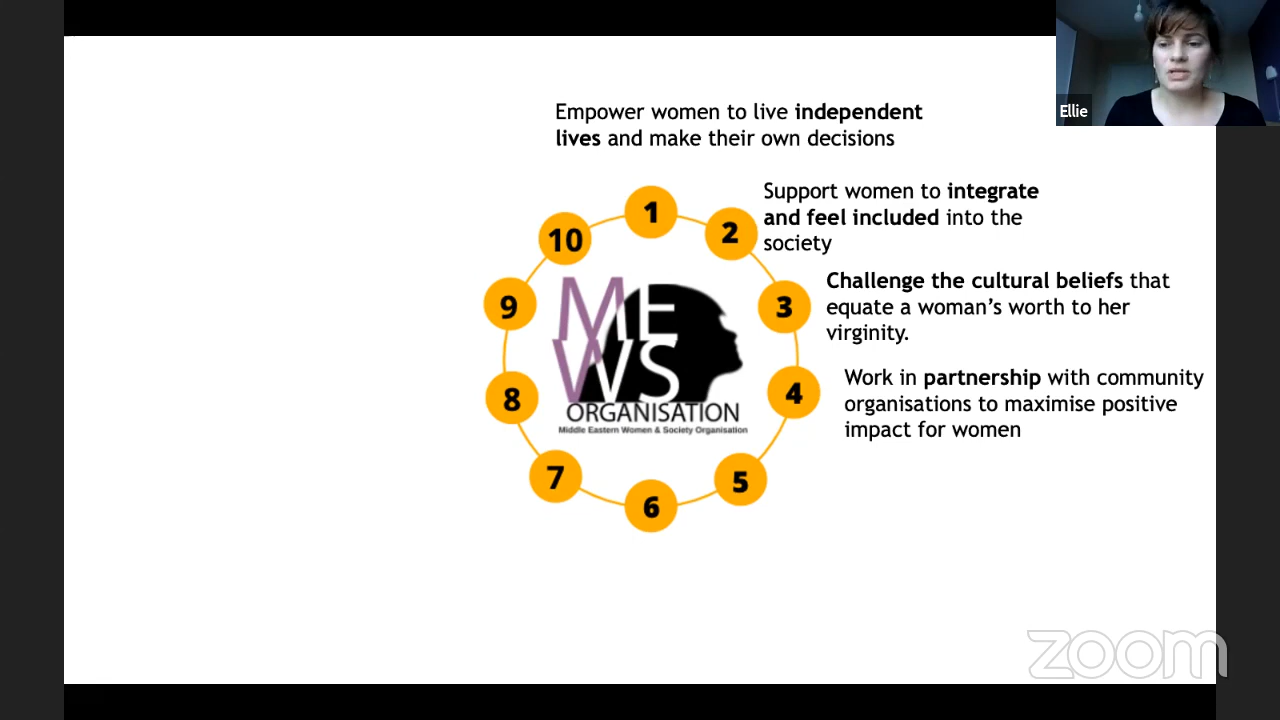 Ellie
Empower women to live independent
lives and make their own decisions
Support women to integrate
and feel included into the
society
Challenge the cultural beliefs that
equate a woman's worth to her
virginity.
Work in partnership with community
organisations to maximise positive
impact for women
1
2
3
4
5
6
7
8
9
10
ME
WS
ORGANISATION
Middle Eastern Women & Society Organisation
zoom